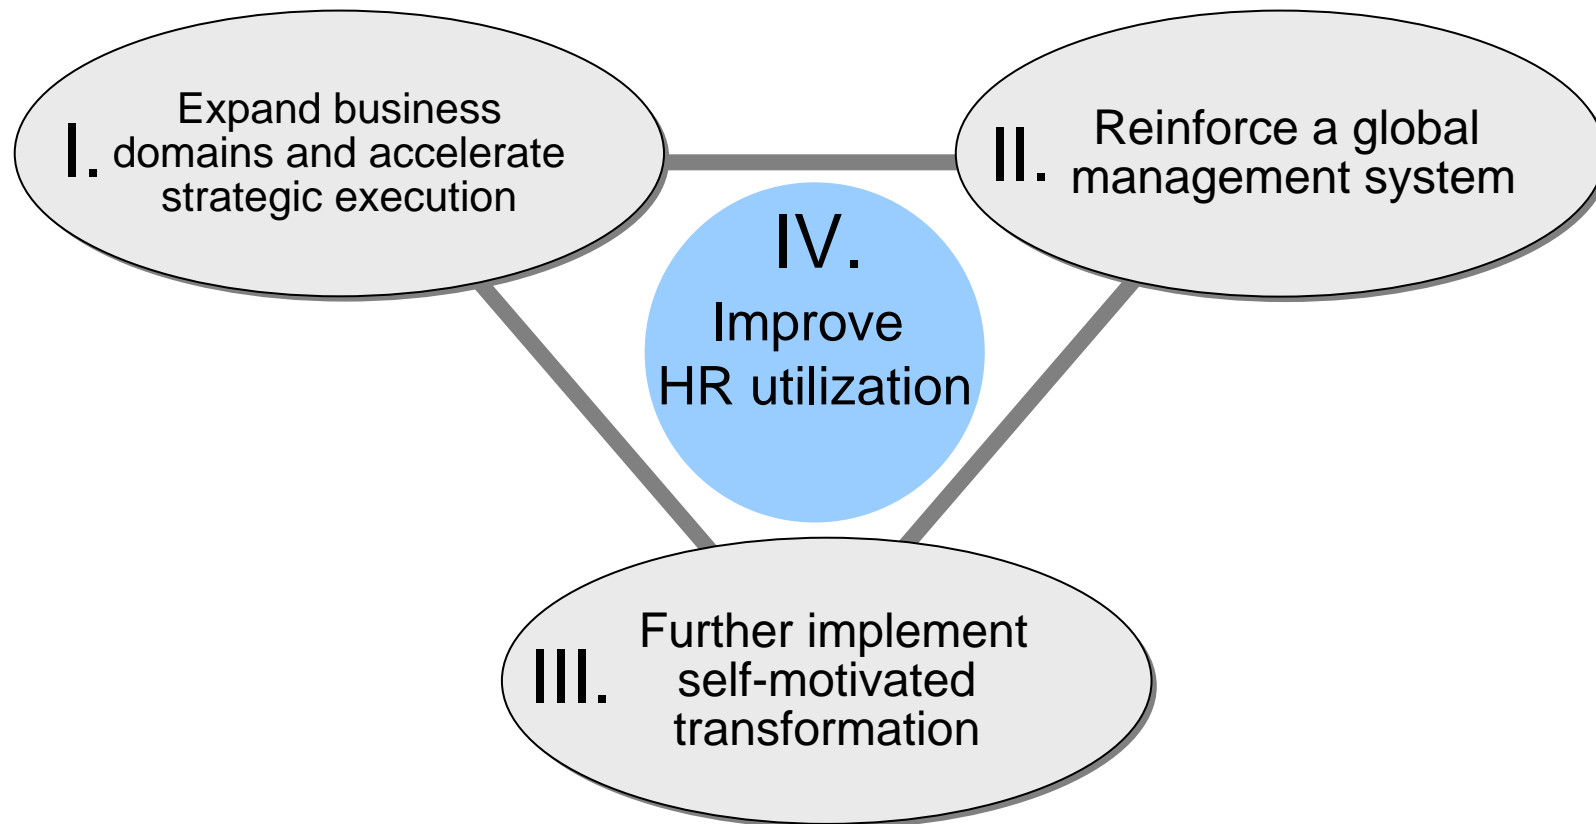 I.
Expand business
domains and accelerate
strategic execution
II.
Reinforce a global
management system
IV.
Improve
HR utilization
III.
Further implement
self-motivated
transformation